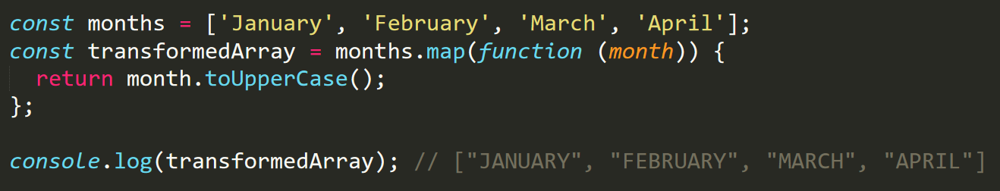 const months = ['January', 'February', 'March', 'April'];
const transformedArray = months.map(function (month)) {
  return month.toUpperCase();
};

console.log(transformedArray); // ["JANUARY", "FEBRUARY", "MARCH", "APRIL"]